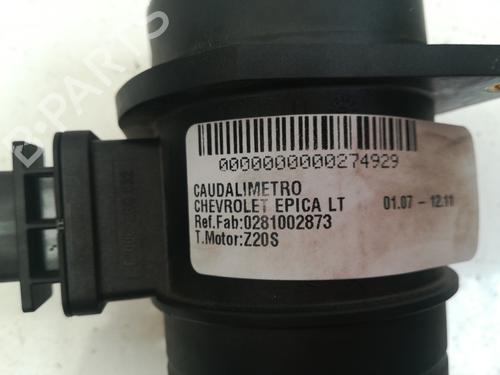 B-PARTS
0000000000274929
CAUDALIMETRO
CHEVROLET EPICA LT 01.07 - 12.11
Ref.Fab:0281002873
T.Motor:Z20S